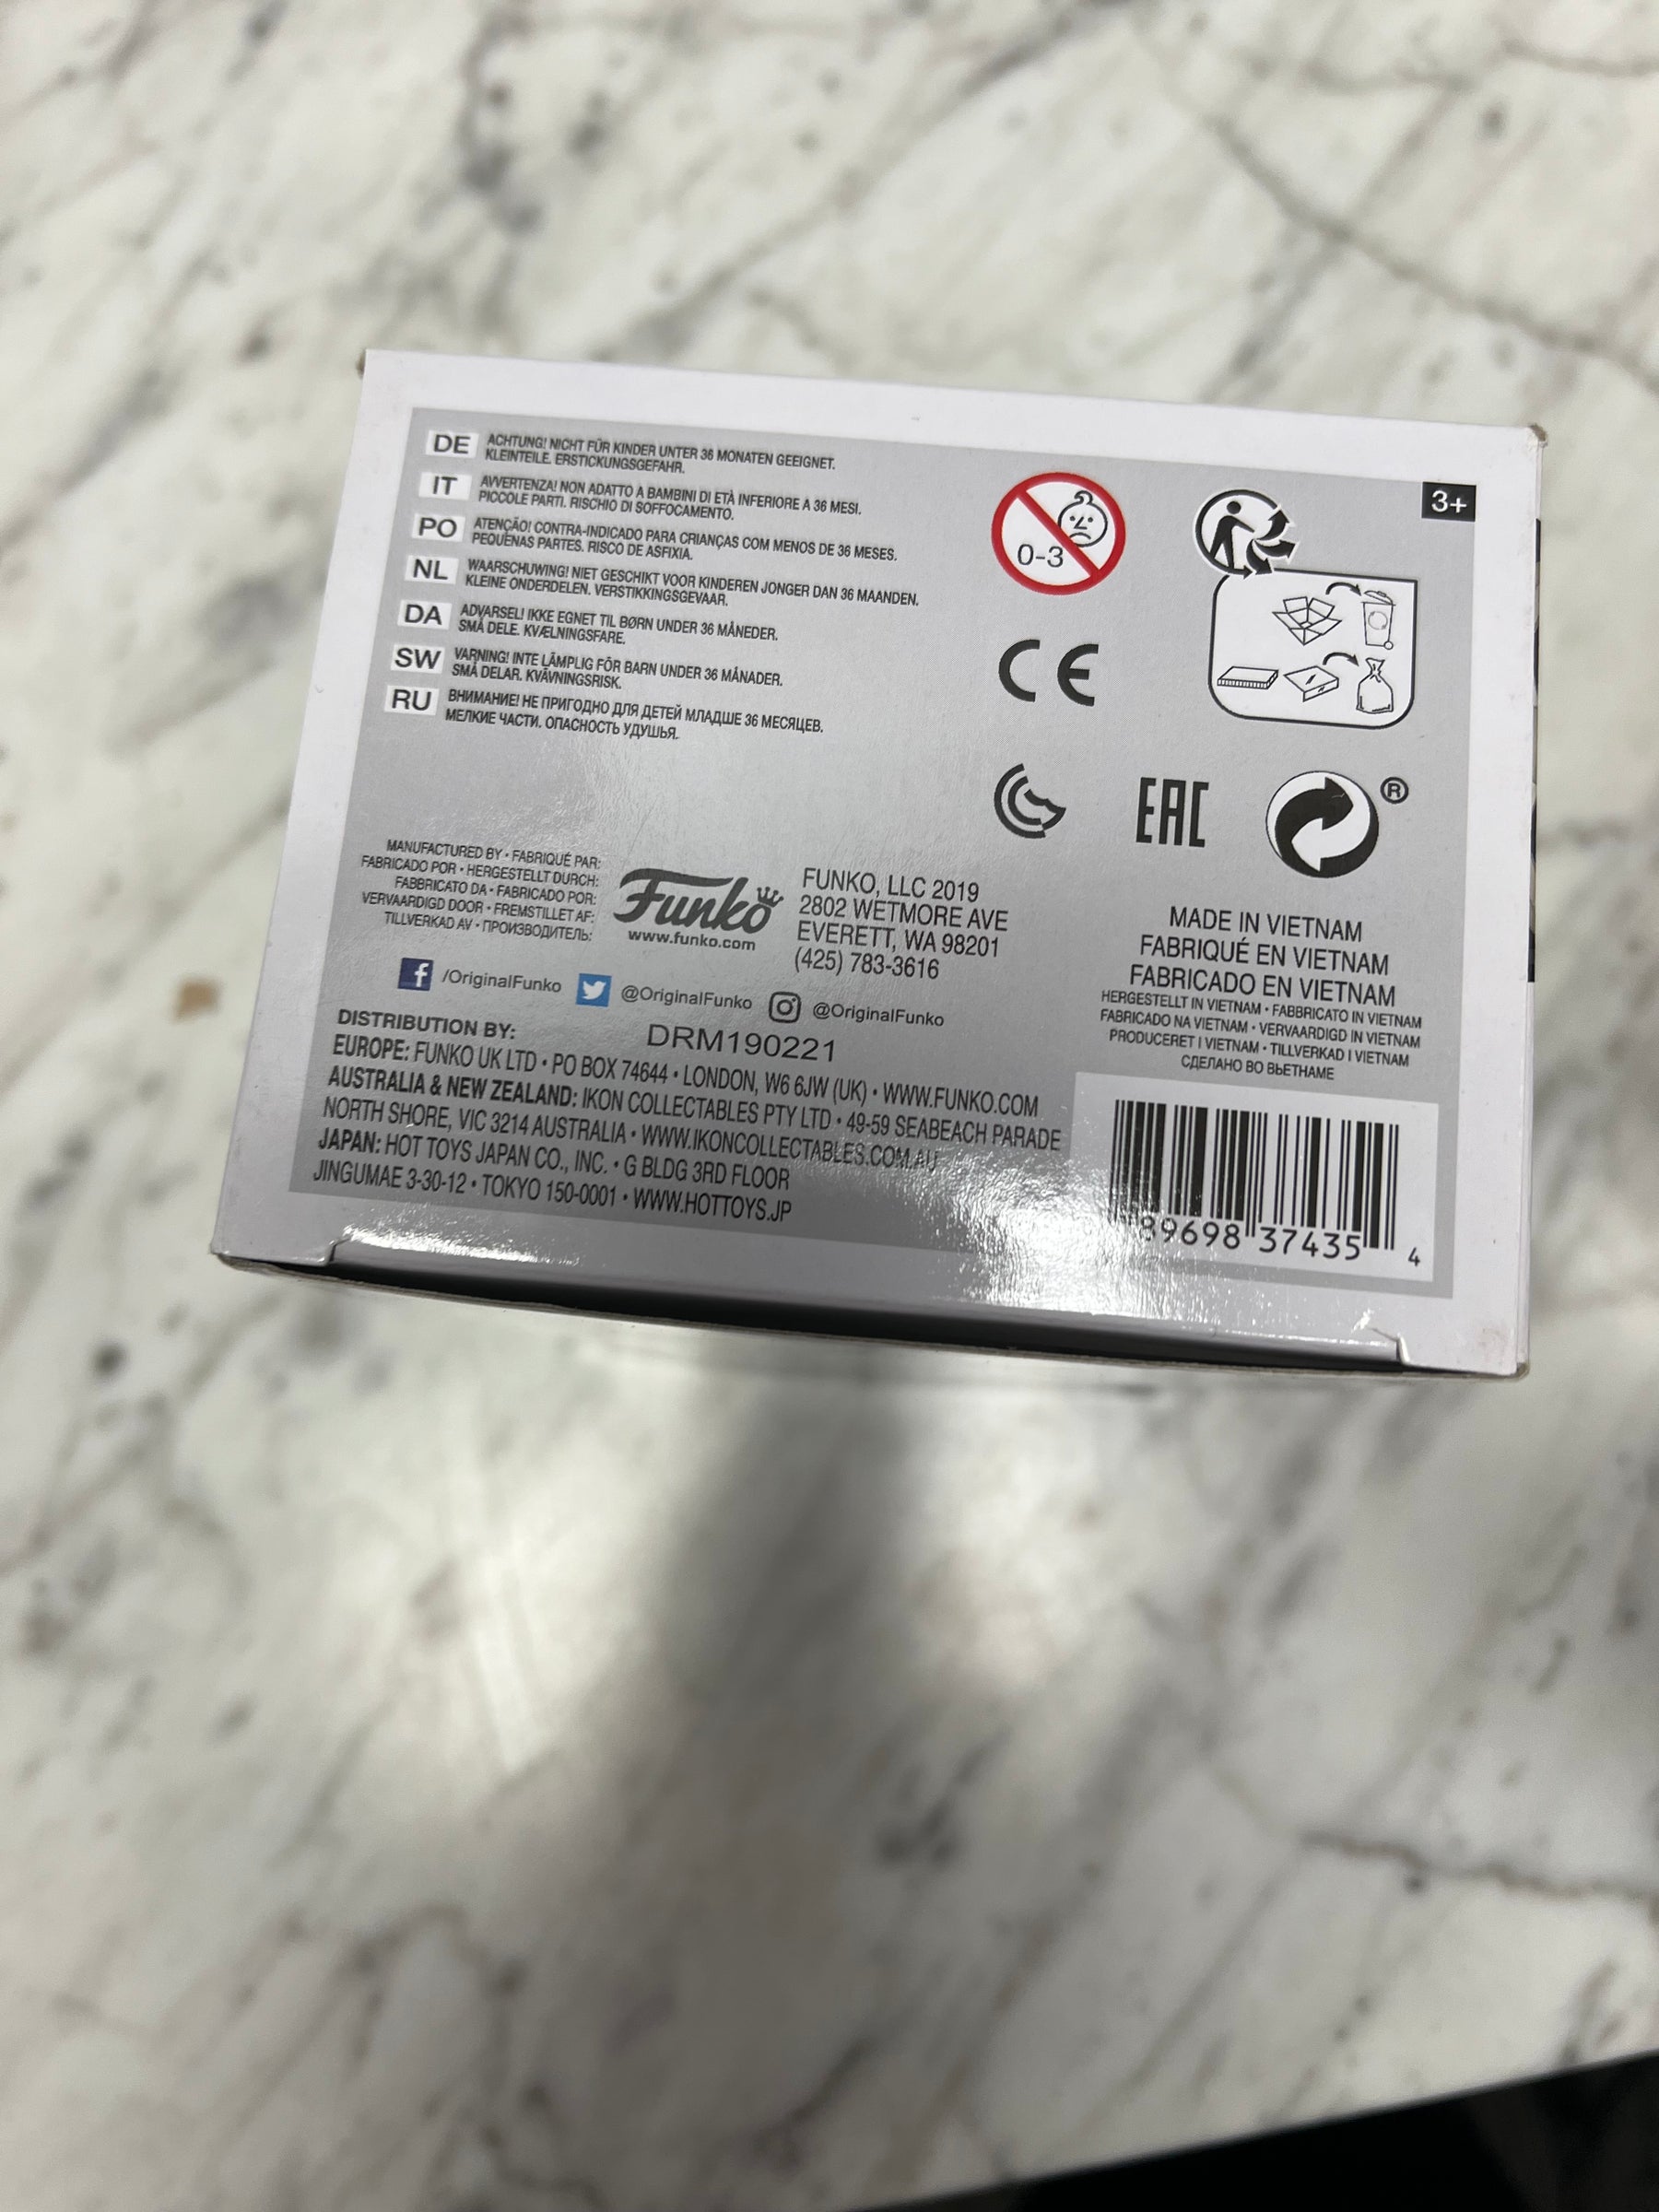 DE ACHTUNG! NICHT FÜR KINDER UNTER 36 MONATEN GEEIGNET.
KLEINTEILE. ERSTICKUNGSGEFAHR.
IT AVVERTENZA! NON ADATTO A BAMBINI DI ETÀ INFERIORE A 36 MESI.
PICCOLE PARTI. RISCHIO DI SOFFOCAMENTO.
PO ATENÇÃO! CONTRA-INDICADO PARA CRIANÇAS COM MENOS DE 36 MESES.
PEQUENAS PARTES. RISCO DE ASFIXIA.
NL WAARSCHUWING! NIET GESCHIKT VOOR KINDEREN JONGER DAN 36 MAANDEN.
KLEINE ONDERDELEN. VERSTIKKINGSGEVAAR.
DA ADVARSEL! IKKE EGNET TIL BØRN UNDER 36 MÅNEDER.
SMÅ DELE. KVÆLNINGSFARE.
SW VARNING! INTE LÄMPLIG FÖR BARN UNDER 36 MÅNADER.
SMÅ DELAR. KVÄVNINGSRISK.
RU ВНИМАНИЕ! НЕ ПРИГОДНО ДЛЯ ДЕТЕЙ МЛАДШЕ 36 МЕСЯЦЕВ.
МЕЛКИЕ ЧАСТИ. ОПАСНОСТЬ УДУШЬЯ.
0-3
3+
CE
EAC
®
MANUFACTURED BY • FABRIQUÉ PAR:
FABRICADO POR • HERGESTELLT DURCH:
FABBRICATO DA • FABRICADO POR:
VERVAARDIGD DOOR • FREMSTILLET AF:
TILLVERKAD AV • ПРОИЗВОДИТЕЛЬ:
Funko
www.funko.com
FUNKO, LLC 2019
2802 WETMORE AVE
EVERETT, WA 98201
(425) 783-3616
/OriginalFunko @OriginalFunko @OriginalFunko
DRM190221
DISTRIBUTION BY:
EUROPE: FUNKO UK LTD • PO BOX 74644 • LONDON, W6 6JW (UK) • WWW.FUNKO.COM
AUSTRALIA & NEW ZEALAND: IKON COLLECTABLES PTY LTD • 49-59 SEABEACH PARADE
NORTH SHORE, VIC 3214 AUSTRALIA • WWW.IKONCOLLECTABLES.COM.AU
JAPAN: HOT TOYS JAPAN CO., INC. • G BLDG 3RD FLOOR
JINGUMAE 3-30-12 • TOKYO 150-0001 • WWW.HOTTOYS.JP
MADE IN VIETNAM
FABRIQUÉ EN VIETNAM
FABRICADO EN VIETNAM
HERGESTELLT IN VIETNAM • FABBRICATO IN VIETNAM
FABRICADO NA VIETNAM • VERVAARDIGD IN VIETNAM
PRODUCERET I VIETNAM • TILLVERKAD I VIETNAM
СДЕЛАНО ВО ВЬЕТНАМЕ
89698 37435 4